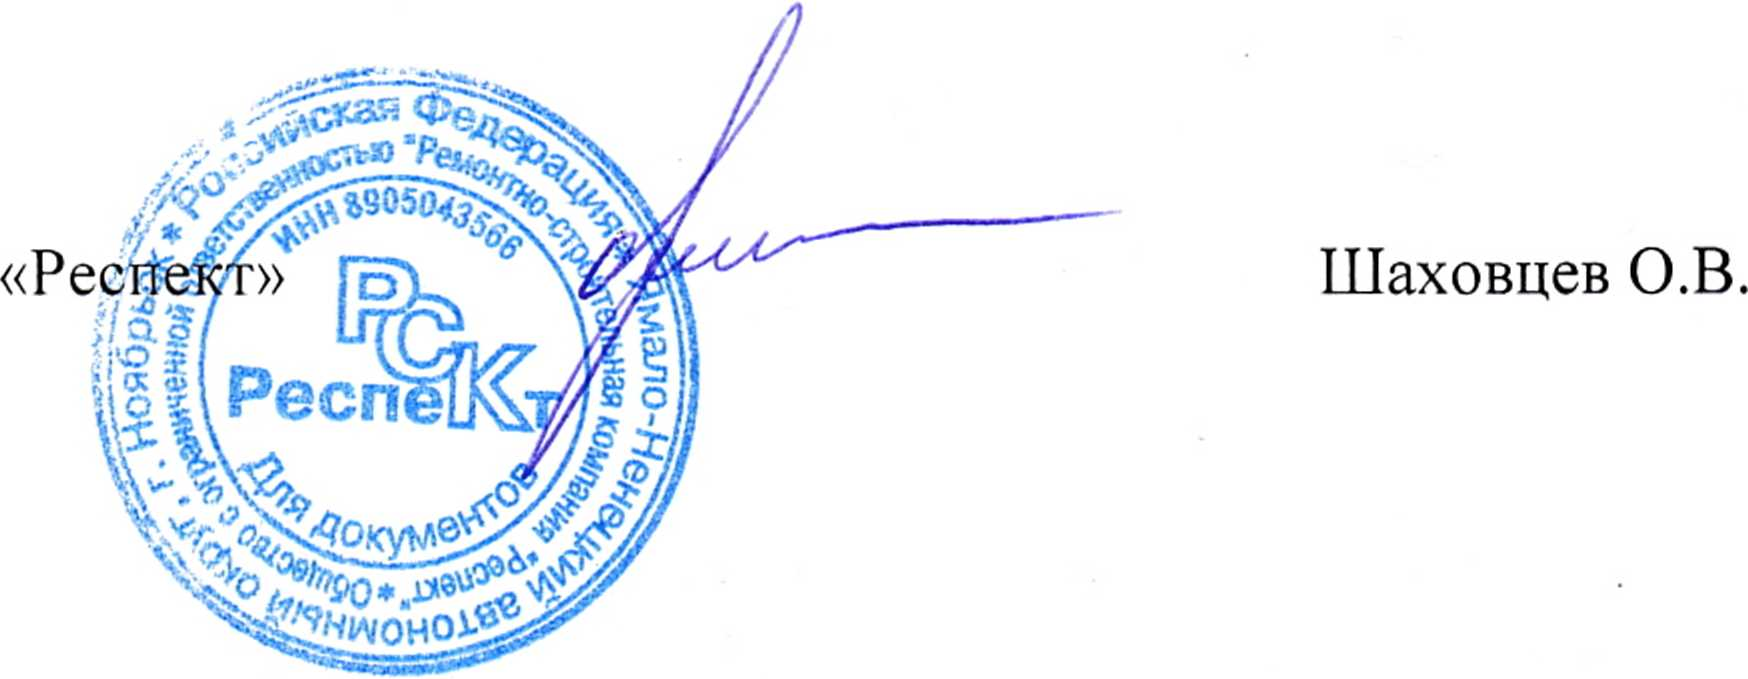 «Респект» Шаховцев О.В.
* Российская Федерация * Ямало-Ненецкий автономный округ, г. Ноябрьск
* Общество с ограниченной ответственностью "Ремонтно-строительная компания "Респект"
ИНН 8905043566
РСК
РеспеКт
Для документов